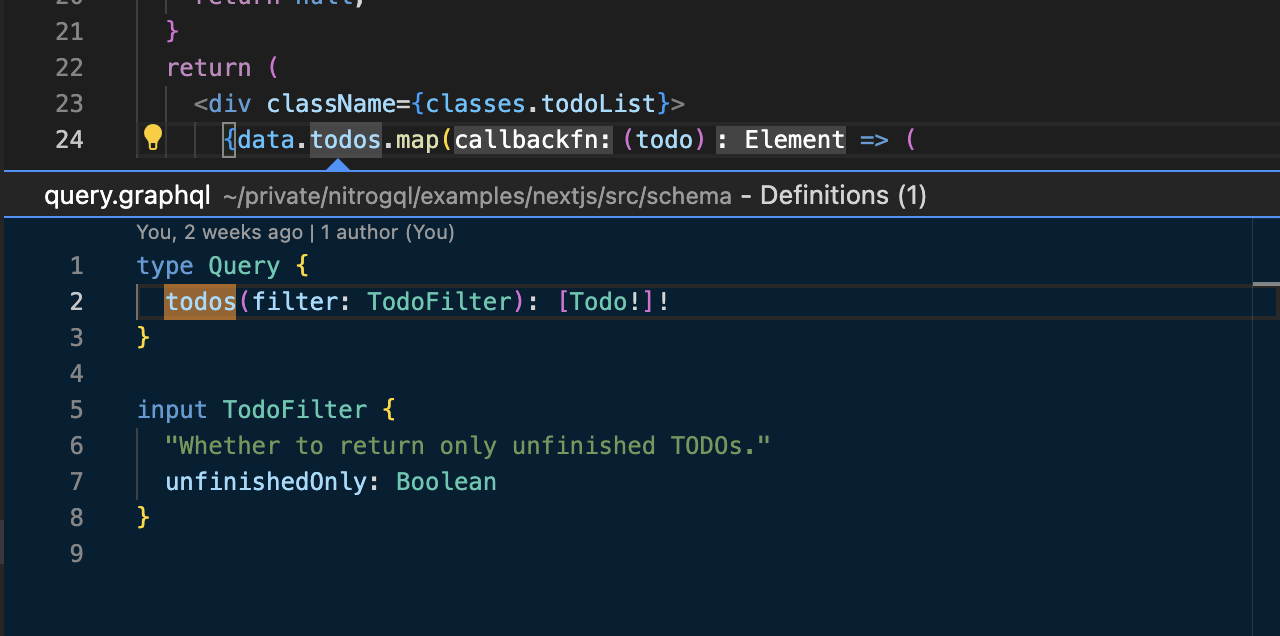 20 return null;
21 }
22 return (
23 <div className={classes.todoList}>
24 {data.todos.map(callbackfn: (todo) : Element => (
query.graphql ~/private/nitrogql/examples/nextjs/src/schema – Definitions (1)
You, 2 weeks ago | 1 author (You)
1 type Query {
2 todos(filter: TodoFilter): [Todo!]!
3 }
4
5 input TodoFilter {
6 "Whether to return only unfinished TODOs."
7 unfinishedOnly: Boolean
8 }
9